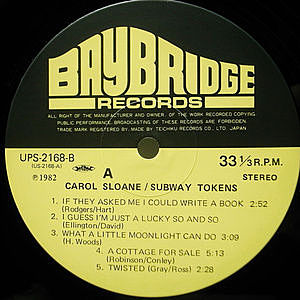 BAYBRIDGE
RECORDS
ALL RIGHT OF THE MANUFACTURER AND OWNER. OF THE WORK RECORDED COPYING
PUBLIC PERFORMANCE. BROADCASTING OF THESE RECORDS ARE FORBIDDEN.
TRADE MARK REGISTERED. BY. MADE BY TEICHIKU RECORDS CO., LTD. JAPAN
UPS-2168-B
(US-2168-A)
33 1/3 R.P.M.
STEREO
Ⓟ1982
A
CAROL SLOANE/SUBWAY TOKENS
1. IF THEY ASKED ME I COULD WRITE A BOOK 2:52
(Rodgers/Hart)
2. I GUESS I'M JUST A LUCKY SO AND SO
(Ellington/David)
3. WHAT A LITTLE MOONLIGHT CAN DO 3:09
(H. Woods)
4. A COTTAGE FOR SALE 5:13
(Robinson/Conley)
5. TWISTED (Gray/Ross) 2:28